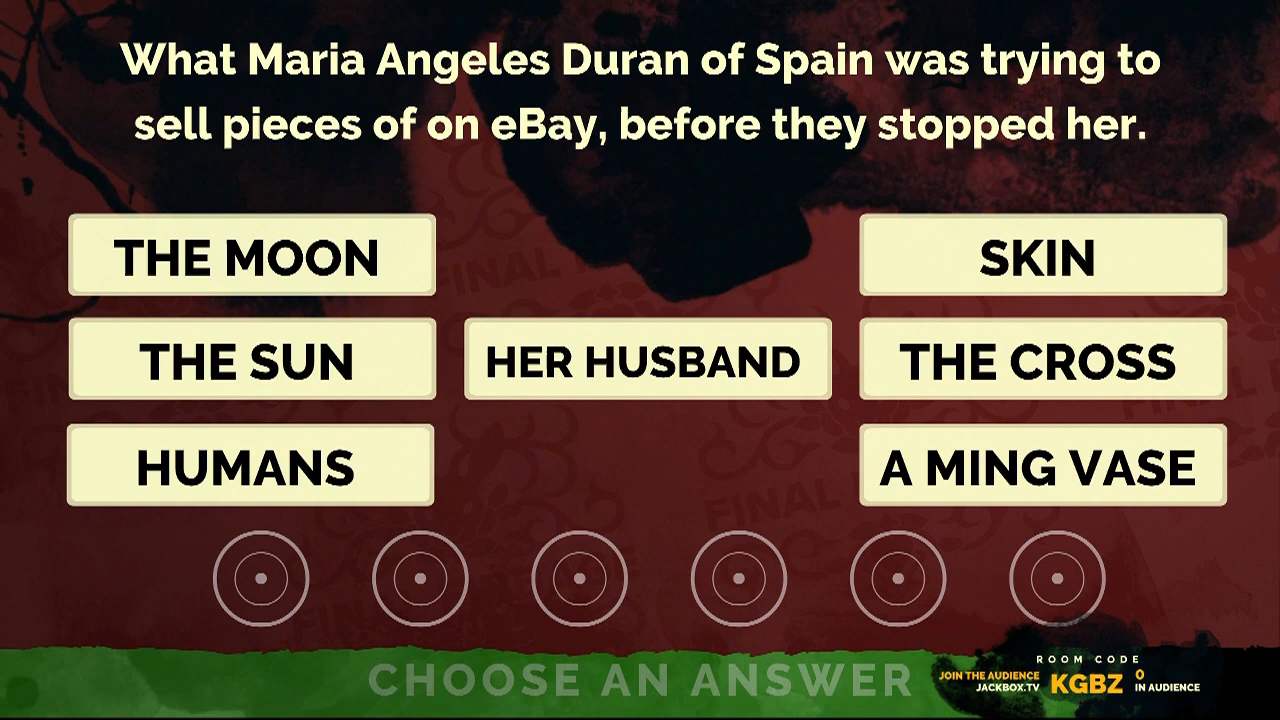 What Maria Angeles Duran of Spain was trying to
sell pieces of on eBay, before they stopped her.
THE MOON
SKIN
THE SUN
HER HUSBAND
THE CROSS
HUMANS
A MING VASE
CHOOSE AN ANSWER
ROOM CODE
JOIN THE AUDIENCE
JACKBOX.TV
KGBZ
0
IN AUDIENCE